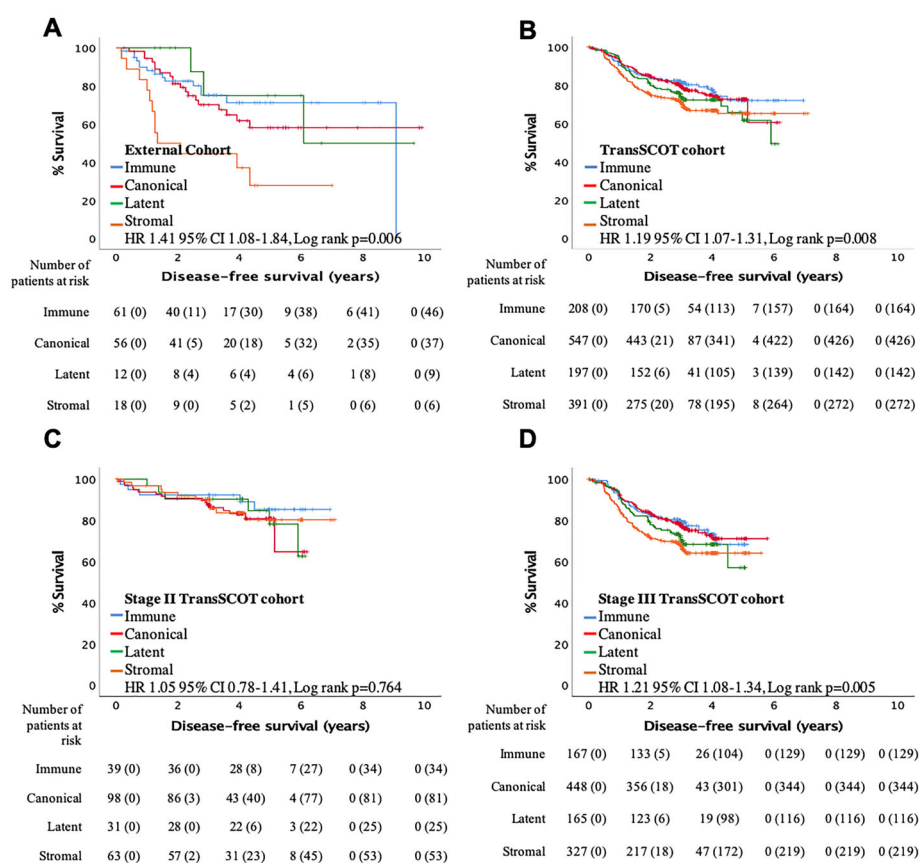 A
100
80
60
40
20
0
% Survival
External Cohort
Immune
Canonical
Latent
Stromal
HR 1.41 95% CI 1.08-1.84, Log rank p=0.006
0 2 4 6 8 10
Number of
patients at risk
Disease-free survival (years)
Immune 61 (0) 40 (11) 17 (30) 9 (38) 6 (41) 0 (46)
Canonical 56 (0) 41 (5) 20 (18) 5 (32) 2 (35) 0 (37)
Latent 12 (0) 8 (4) 6 (4) 4 (6) 1 (8) 0 (9)
Stromal 18 (0) 9 (0) 5 (2) 1 (5) 0 (6) 0 (6)
B
100
80
60
40
20
0
% Survival
TransSCOT cohort
Immune
Canonical
Latent
Stromal
HR 1.19 95% CI 1.07-1.31, Log rank p=0.008
0 2 4 6 8 10
Number of
patients at risk
Disease-free survival (years)
Immune 208 (0) 170 (5) 54 (113) 7 (157) 0 (164) 0 (164)
Canonical 547 (0) 443 (21) 87 (341) 4 (422) 0 (426) 0 (426)
Latent 197 (0) 152 (6) 41 (105) 3 (139) 0 (142) 0 (142)
Stromal 391 (0) 275 (20) 78 (195) 8 (264) 0 (272) 0 (272)
C
100
80
60
40
20
0
% Survival
Stage II TransSCOT cohort
Immune
Canonical
Latent
Stromal
HR 1.05 95% CI 0.78-1.41, Log rank p=0.764
0 2 4 6 8 10
Number of
patients at
risk
Disease-free survival (years)
Immune 39 (0) 36 (0) 28 (8) 7 (27) 0 (34) 0 (34)
Canonical 98 (0) 86 (3) 43 (40) 4 (77) 0 (81) 0 (81)
Latent 31 (0) 28 (0) 22 (6) 3 (22) 0 (25) 0 (25)
Stromal 63 (0) 57 (2) 31 (23) 8 (45) 0 (53) 0 (53)
D
100
80
60
40
20
0
% Survival
Stage III TransSCOT cohort
Immune
Canonical
Latent
Stromal
HR 1.21 95% CI 1.08-1.34, Log rank p=0.005
0 2 4 6 8 10
Number of
patients at risk
Disease-free survival (years)
Immune 167 (0) 133 (5) 26 (104) 0 (129) 0 (129) 0 (129)
Canonical 448 (0) 356 (18) 43 (301) 0 (344) 0 (344) 0 (344)
Latent 165 (0) 123 (6) 19 (98) 0 (116) 0 (116) 0 (116)
Stromal 327 (0) 217 (18) 47 (172) 0 (219) 0 (219) 0 (219)